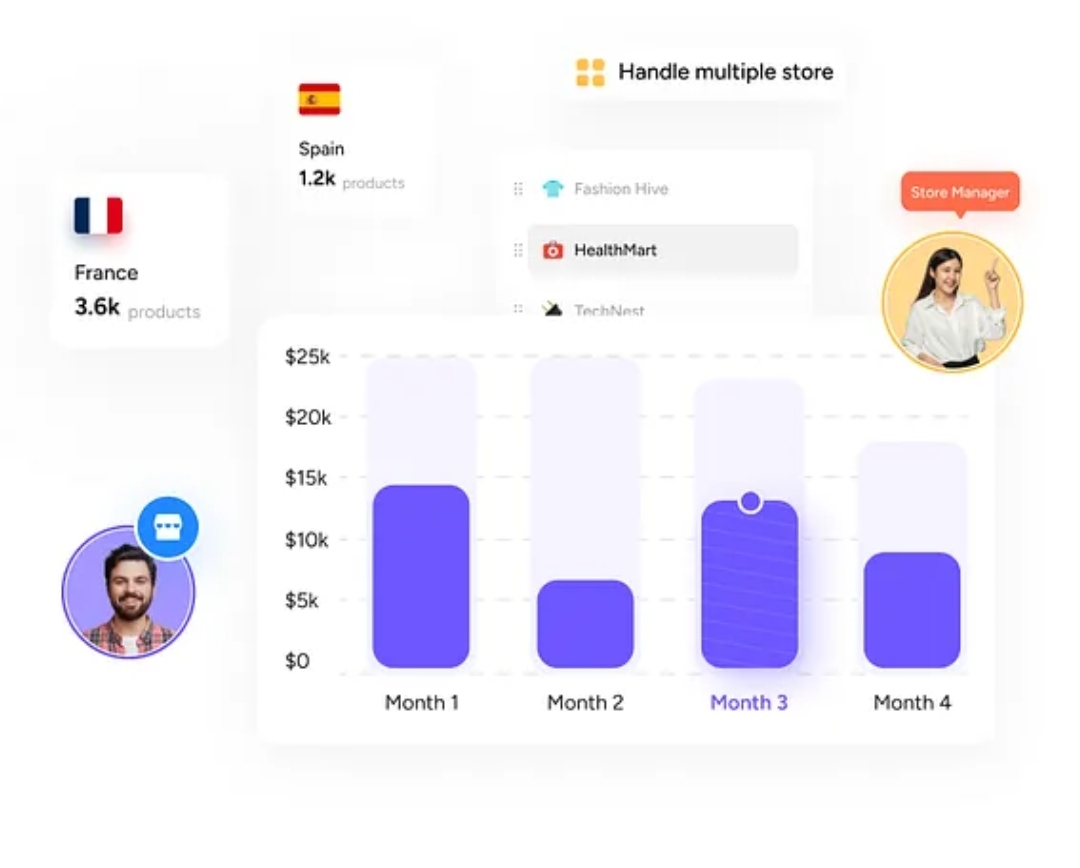 Handle multiple store
Spain
1.2k products
Fashion Hive
Store Manager
HealthMart
France
3.6k products
TechNest
$25k
$20k
$15k
$10k
$5k
$0
Month 1
Month 2
Month 3
Month 4